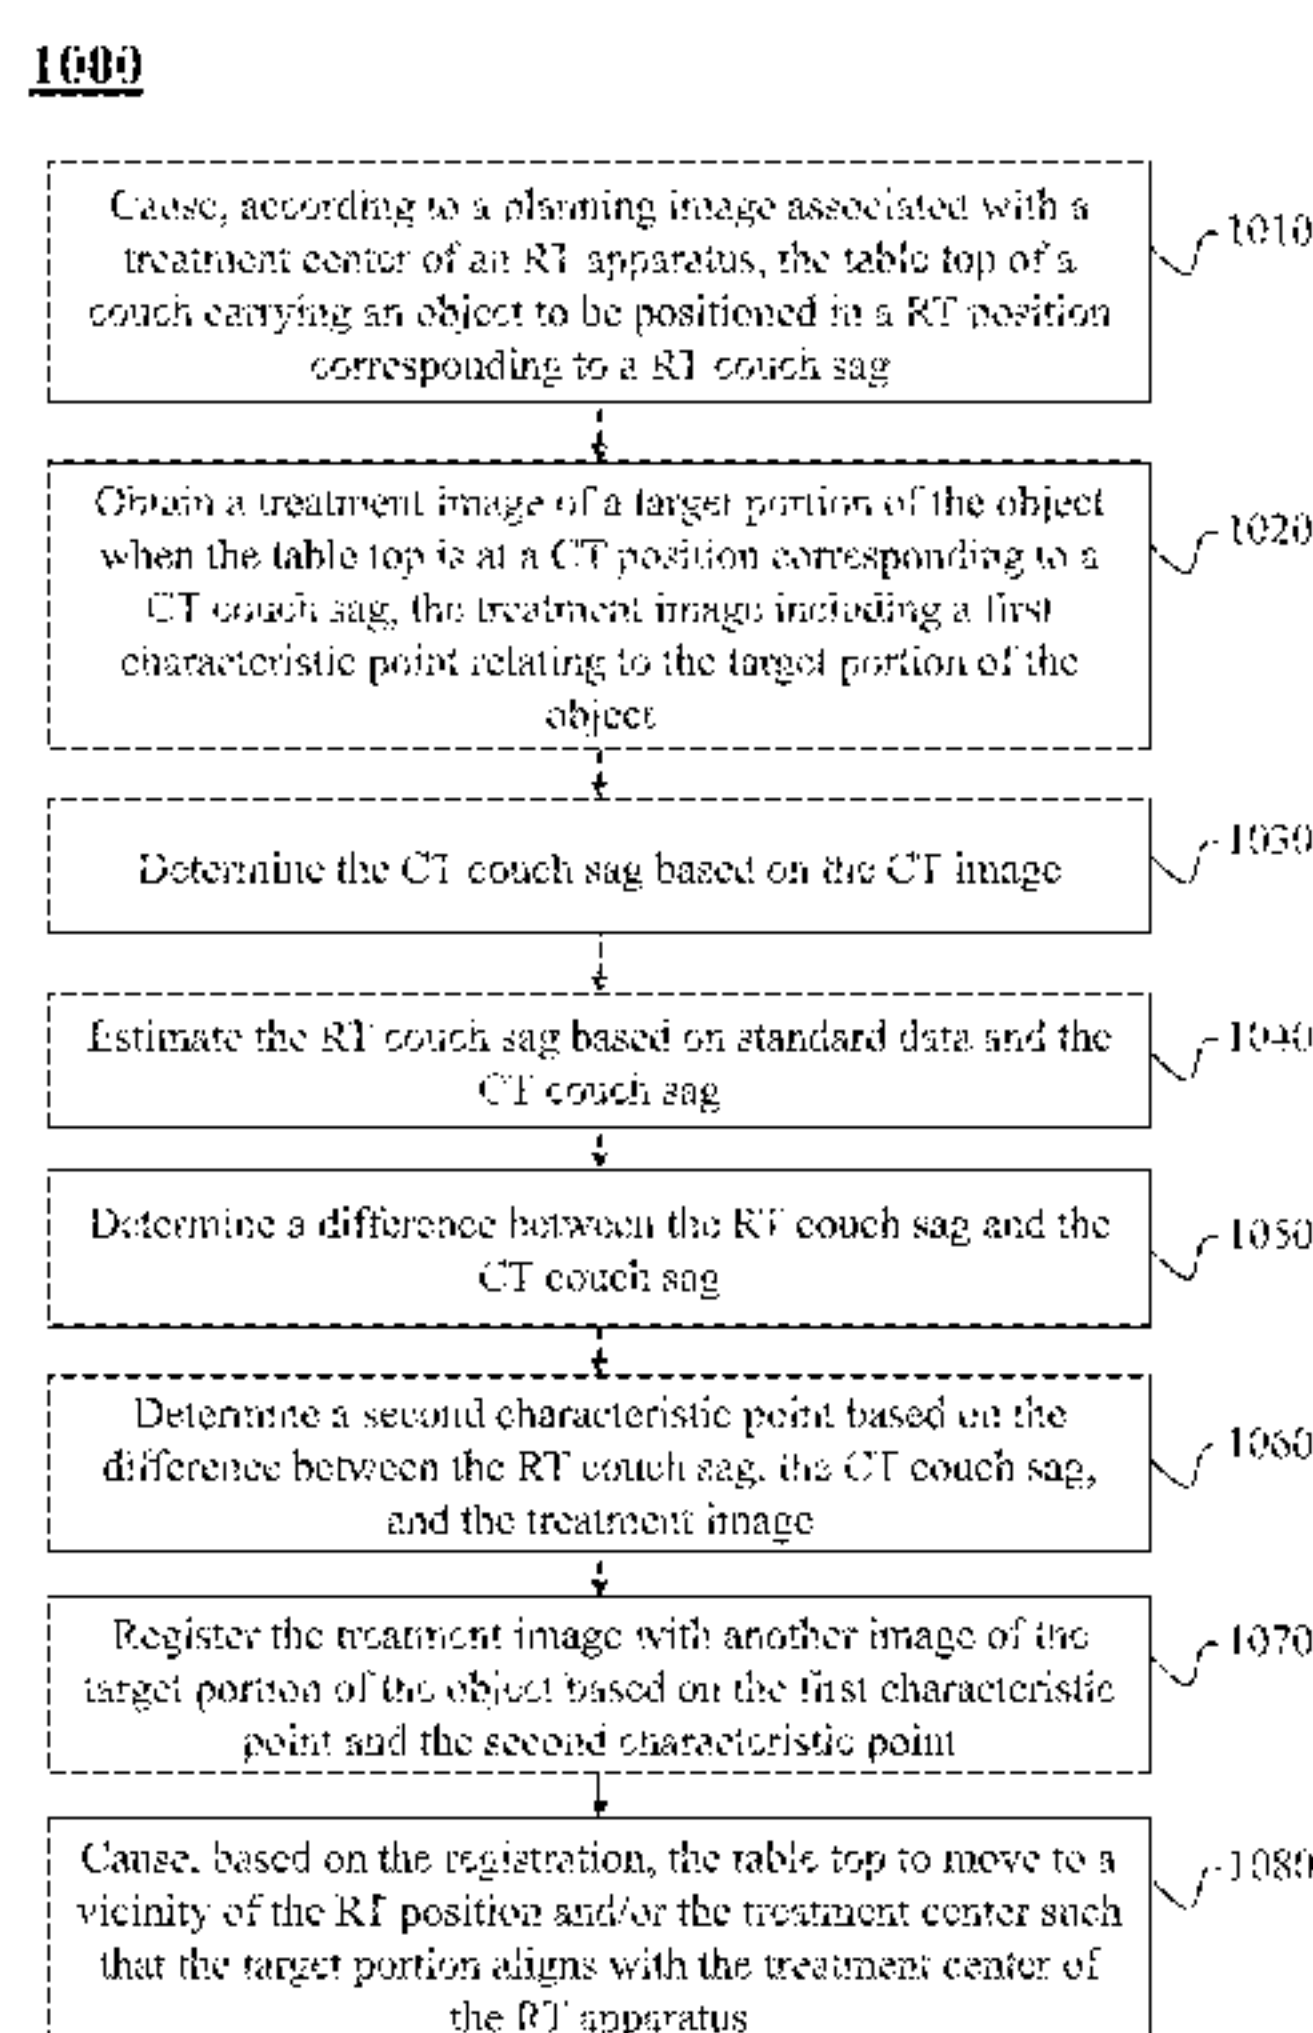 1000
Cause, according to a planning image associated with a
treatment center of an RT apparatus, the table top of a
couch carrying an object to be positioned in a RT position
corresponding to a RT couch sag
1010
Obtain a treatment image of a target portion of the object
when the table top is at a CT position corresponding to a
CT couch sag, the treatment image including a first
characteristic point relating to the target portion of the
object
1020
Determine the CT couch sag based on the CT image
1030
Estimate the RT couch sag based on standard data and the
CT couch sag
1040
Determine a difference between the RT couch sag and the
CT couch sag
1050
Determine a second characteristic point based on the
difference between the RT couch sag, the CT couch sag,
and the treatment image
1060
Register the treatment image with another image of the
target portion of the object based on the first characteristic
point and the second characteristic point
1070
Cause, based on the registration, the table top to move to a
vicinity of the RT position and/or the treatment center such
that the target portion aligns with the treatment center of
the RT apparatus
1080